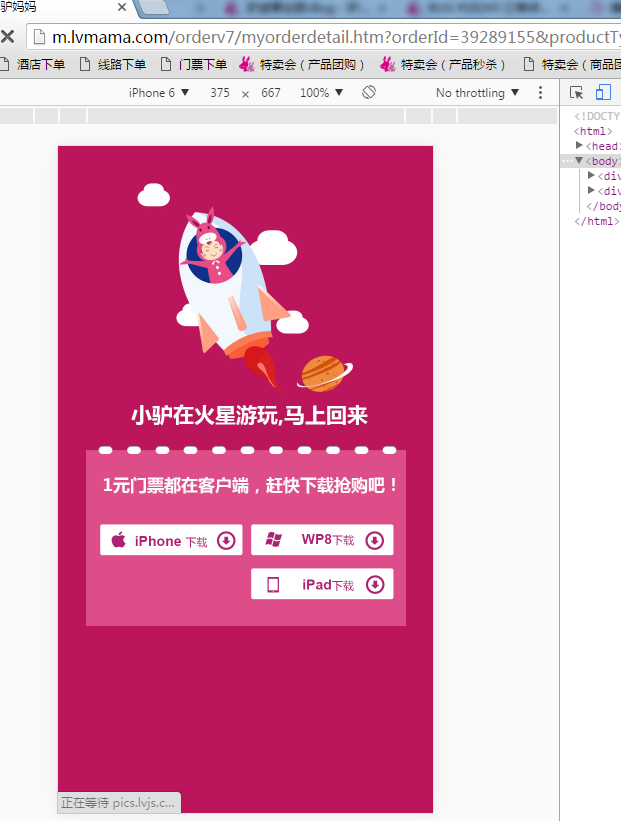 驴妈妈
m.lvmama.com/orderv7/myorderdetail.htm?orderId=39289155&productTy
酒店下单 线路下单 门票下单 特卖会（产品团购） 特卖会（产品秒杀） 特卖会（商品团
iPhone 6 ▼ 375 × 667 100% ▼ No throttling ▼
<!DOCTY
<html>
▶<head>
▼<body
▶<div
▶<div
</body
</html>
小驴在火星游玩,马上回来
1元门票都在客户端，赶快下载抢购吧！
iPhone 下载 WP8下载
iPad下载
正在等待 pics.lvjs.c...